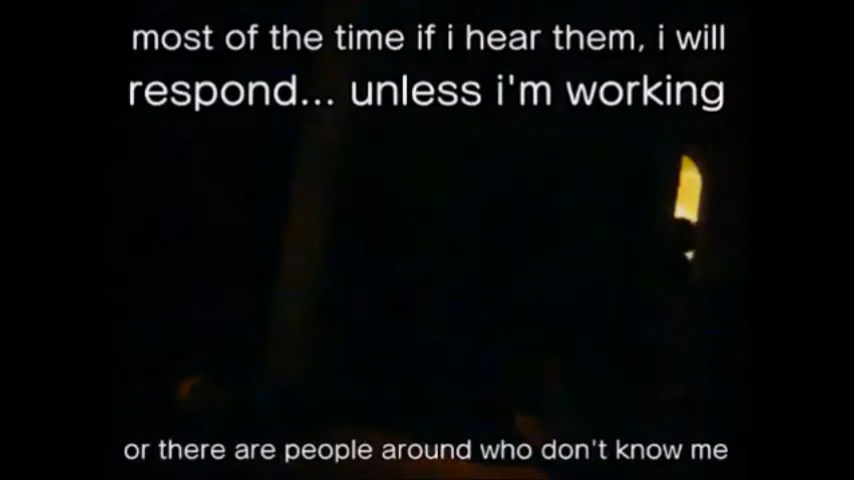 most of the time if i hear them, i will
respond... unless i'm working
or there are people around who don't know me